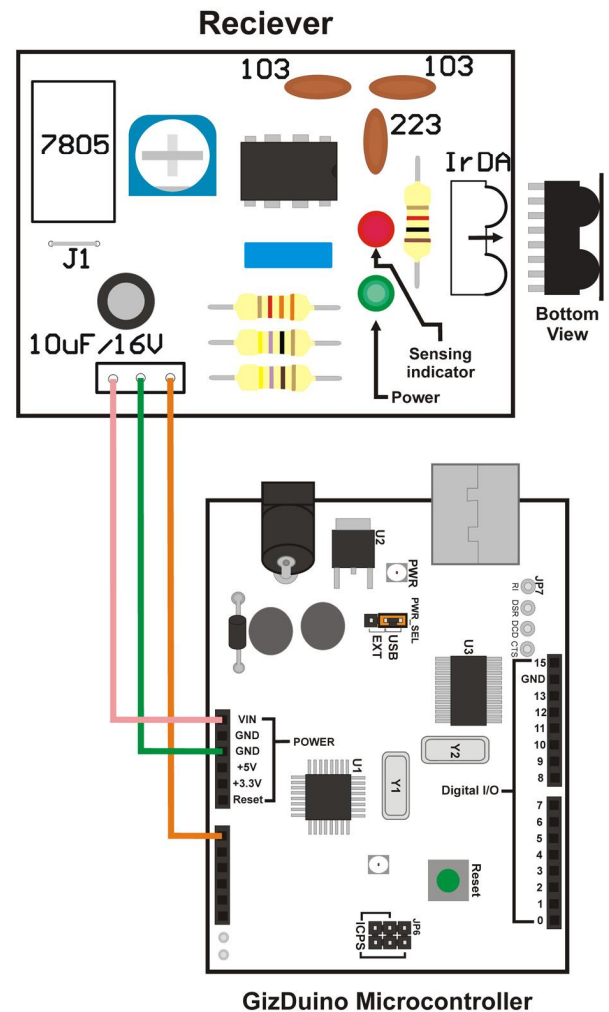 Reciever
103
103
7805
223
IrDA
J1
10uF/16V
Sensing
indicator
Power
Bottom
View
U2
PWR
PWR_SEL
USB
EXT
JP7
RI
DSR
DCD
CTS
U3
15
GND
13
12
11
10
9
8
VIN
GND
GND
+5V
+3.3V
Reset
POWER
U1
Y1
Y2
Digital I/O
7
6
5
4
3
2
1
0
Reset
JP6
ICPS
GizDuino Microcontroller